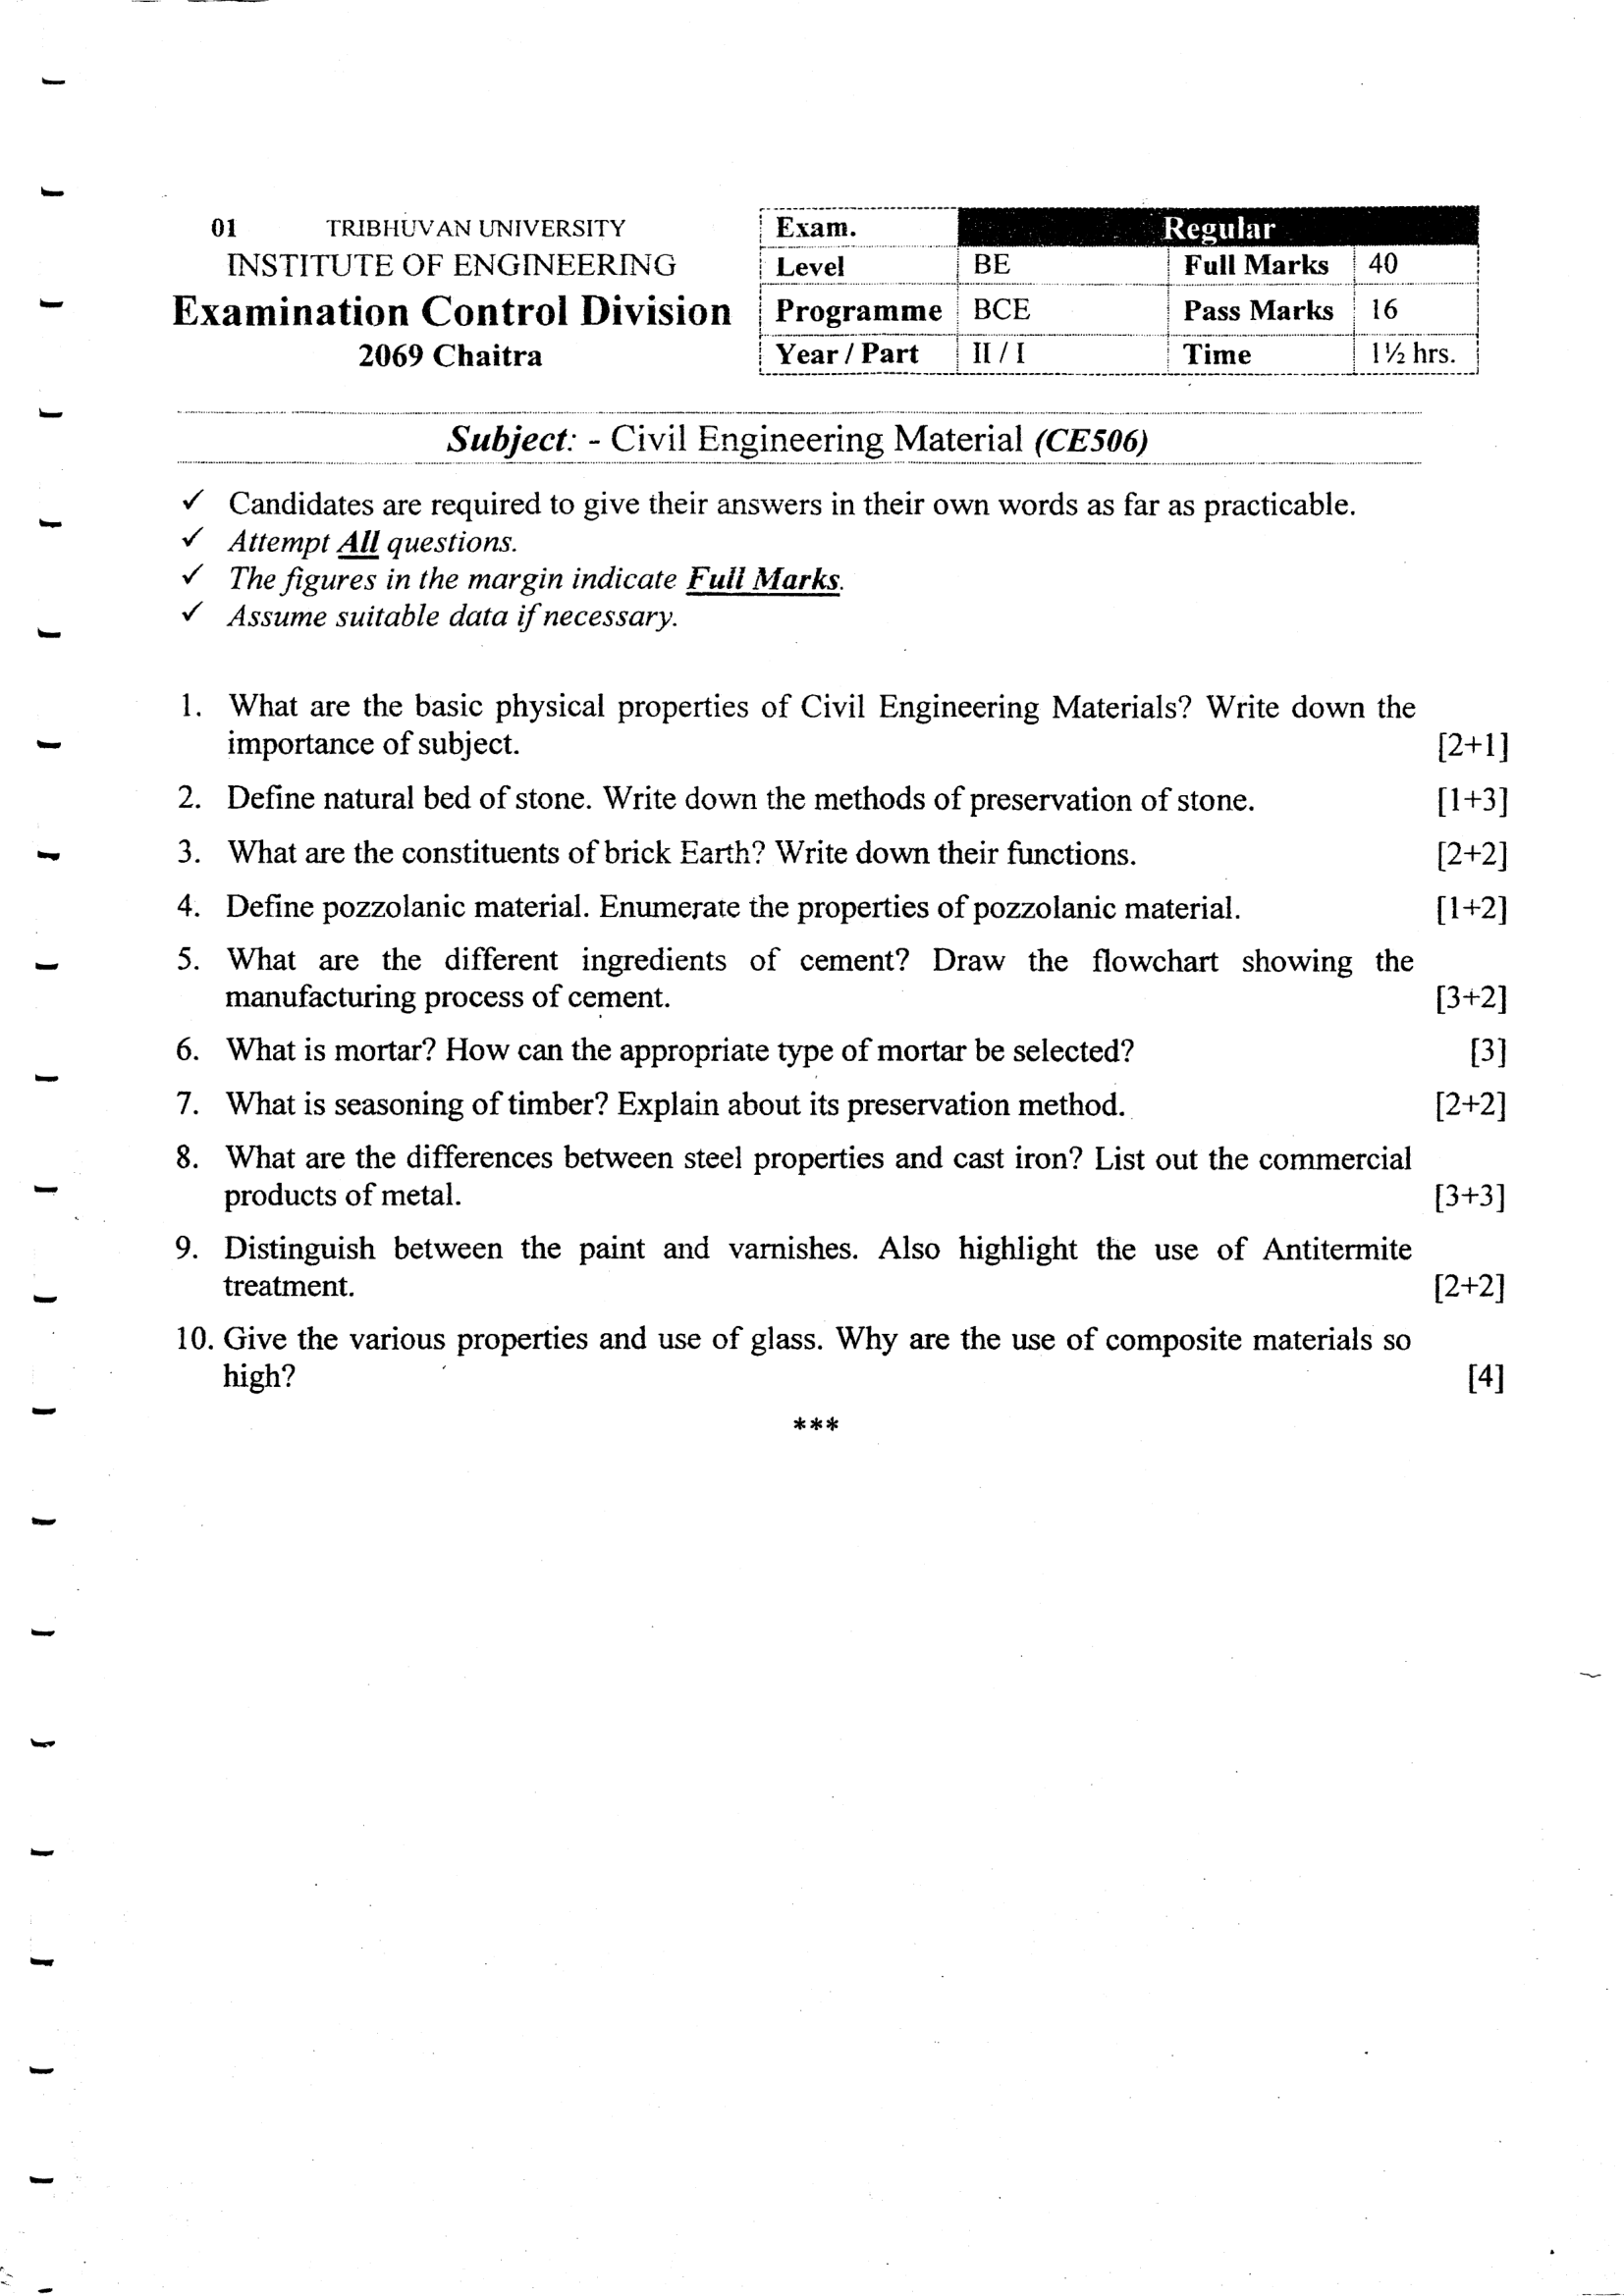 01 TRIBHUVAN UNIVERSITY
INSTITUTE OF ENGINEERING
Examination Control Division
2069 Chaitra
Exam. Regular
Level BE Full Marks 40
Programme BCE Pass Marks 16
Year / Part II / I Time 1½ hrs.
Subject: - Civil Engineering Material (CE506)
✓ Candidates are required to give their answers in their own words as far as practicable.
✓ Attempt All questions.
✓ The figures in the margin indicate Full Marks.
✓ Assume suitable data if necessary.
1. What are the basic physical properties of Civil Engineering Materials? Write down the
importance of subject. [2+1]
2. Define natural bed of stone. Write down the methods of preservation of stone. [1+3]
3. What are the constituents of brick Earth? Write down their functions. [2+2]
4. Define pozzolanic material. Enumerate the properties of pozzolanic material. [1+2]
5. What are the different ingredients of cement? Draw the flowchart showing the
manufacturing process of cement. [3+2]
6. What is mortar? How can the appropriate type of mortar be selected? [3]
7. What is seasoning of timber? Explain about its preservation method. [2+2]
8. What are the differences between steel properties and cast iron? List out the commercial
products of metal. [3+3]
9. Distinguish between the paint and varnishes. Also highlight the use of Antitermite
treatment. [2+2]
10. Give the various properties and use of glass. Why are the use of composite materials so
high? [4]
***